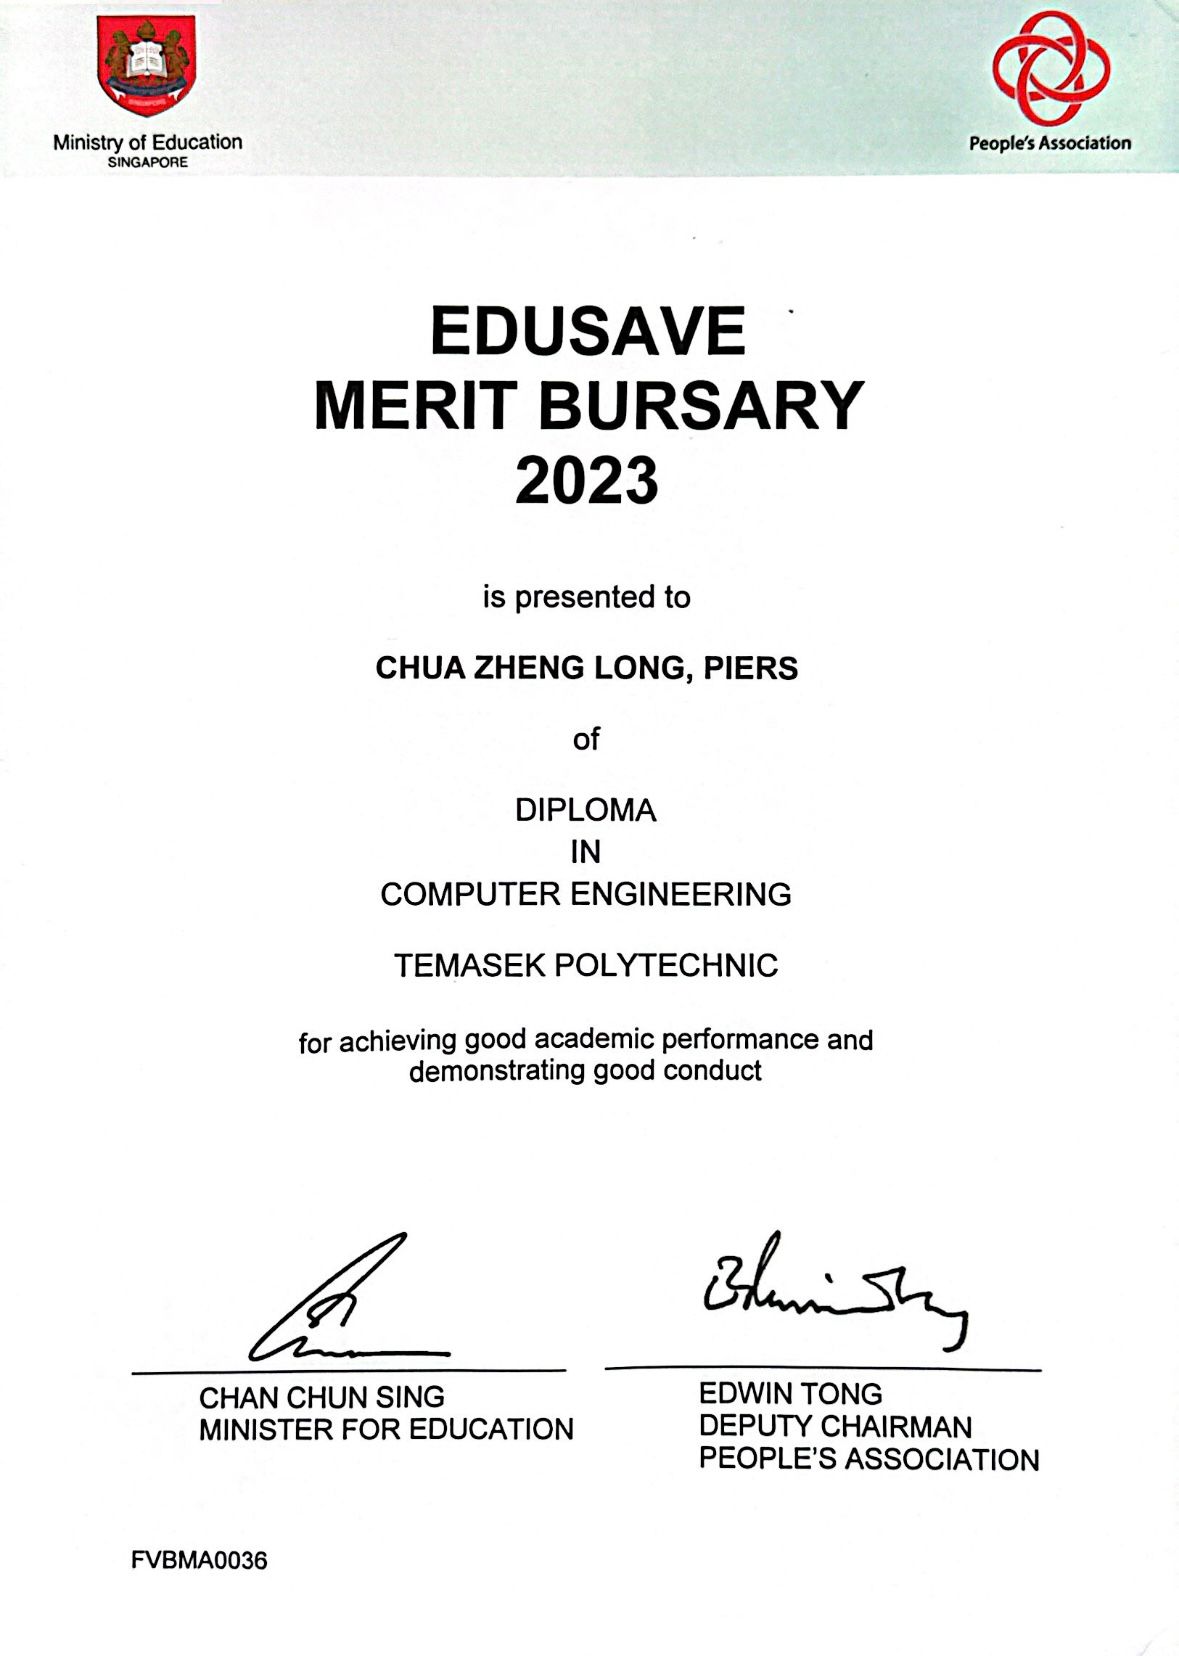 Ministry of Education
SINGAPORE
People's Association
EDUSAVE
MERIT BURSARY
2023
is presented to
CHUA ZHENG LONG, PIERS
of
DIPLOMA
IN
COMPUTER ENGINEERING
TEMASEK POLYTECHNIC
for achieving good academic performance and
demonstrating good conduct
CHAN CHUN SING
MINISTER FOR EDUCATION
EDWIN TONG
DEPUTY CHAIRMAN
PEOPLE'S ASSOCIATION
FVBMA0036